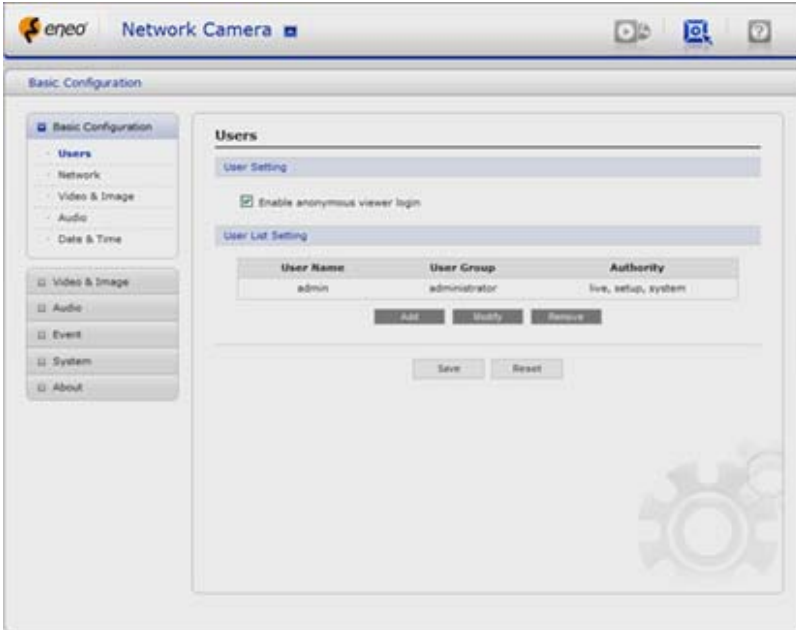 eneo
Network Camera
Basic Configuration
Basic Configuration
Users
Network
Video & Image
Audio
Date & Time
Video & Image
Audio
Event
System
About
Users
User Setting
Enable anonymous viewer login
User List Setting
User Name User Group Authority
admin administrator live, setup, system
Add Modify Remove
Save Reset